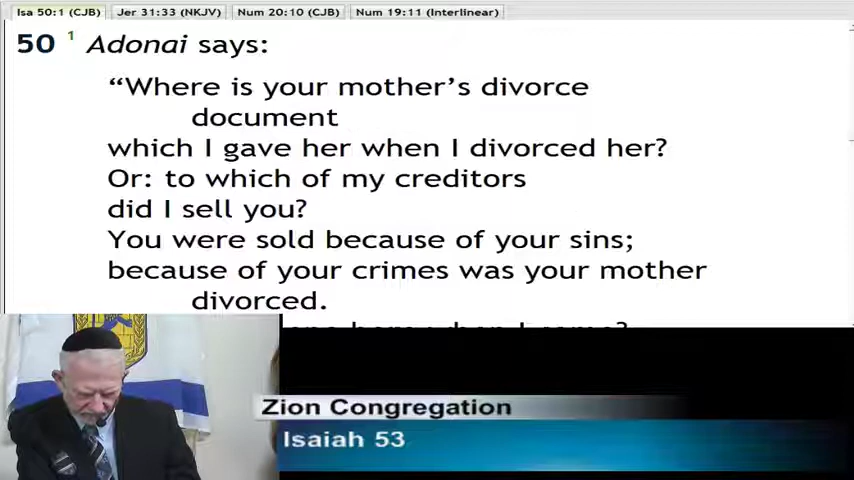 Isa 50:1 (CJB) Jer 31:33 (NKJV) Num 20:10 (CJB) Num 19:11 (Interlinear)
50 1 Adonai says:
“Where is your mother’s divorce
document
which I gave her when I divorced her?
Or: to which of my creditors
did I sell you?
You were sold because of your sins;
because of your crimes was your mother
divorced.
Zion Congregation
Isaiah 53